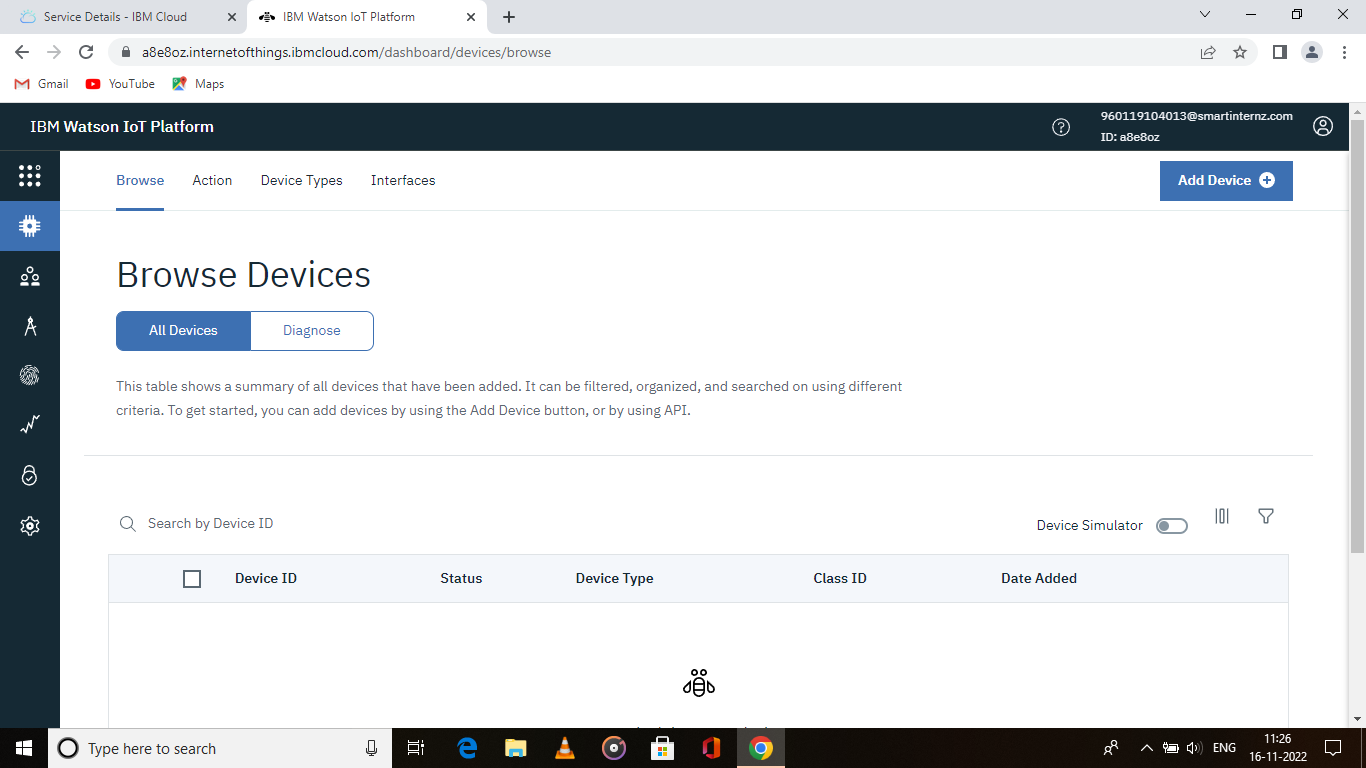 Service Details - IBM Cloud
IBM Watson IoT Platform
a8e8oz.internetofthings.ibmcloud.com/dashboard/devices/browse
Gmail
YouTube
Maps
IBM Watson IoT Platform
960119104013@smartinternz.com
ID: a8e8oz
Browse
Action
Device Types
Interfaces
Add Device
Browse Devices
All Devices
Diagnose
This table shows a summary of all devices that have been added. It can be filtered, organized, and searched on using different
criteria. To get started, you can add devices by using the Add Device button, or by using API.
Search by Device ID
Device Simulator
Device ID
Status
Device Type
Class ID
Date Added
Type here to search
ENG
11:26
16-11-2022